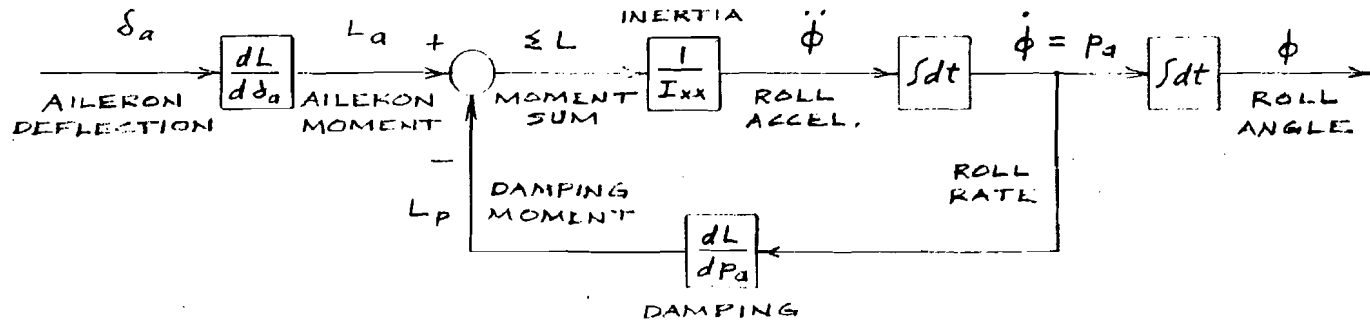 δa
dL
dδa
La
+
ΣL
INERTIA
1
Ixx
φ̈
∫dt
φ̇ = pa
∫dt
φ
AILERON
DEFLECTION
AILERON
MOMENT
MOMENT
SUM
ROLL
ACCEL.
ROLL
RATE
ROLL
ANGLE
−
Lp
DAMPING
MOMENT
dL
dpa
DAMPING